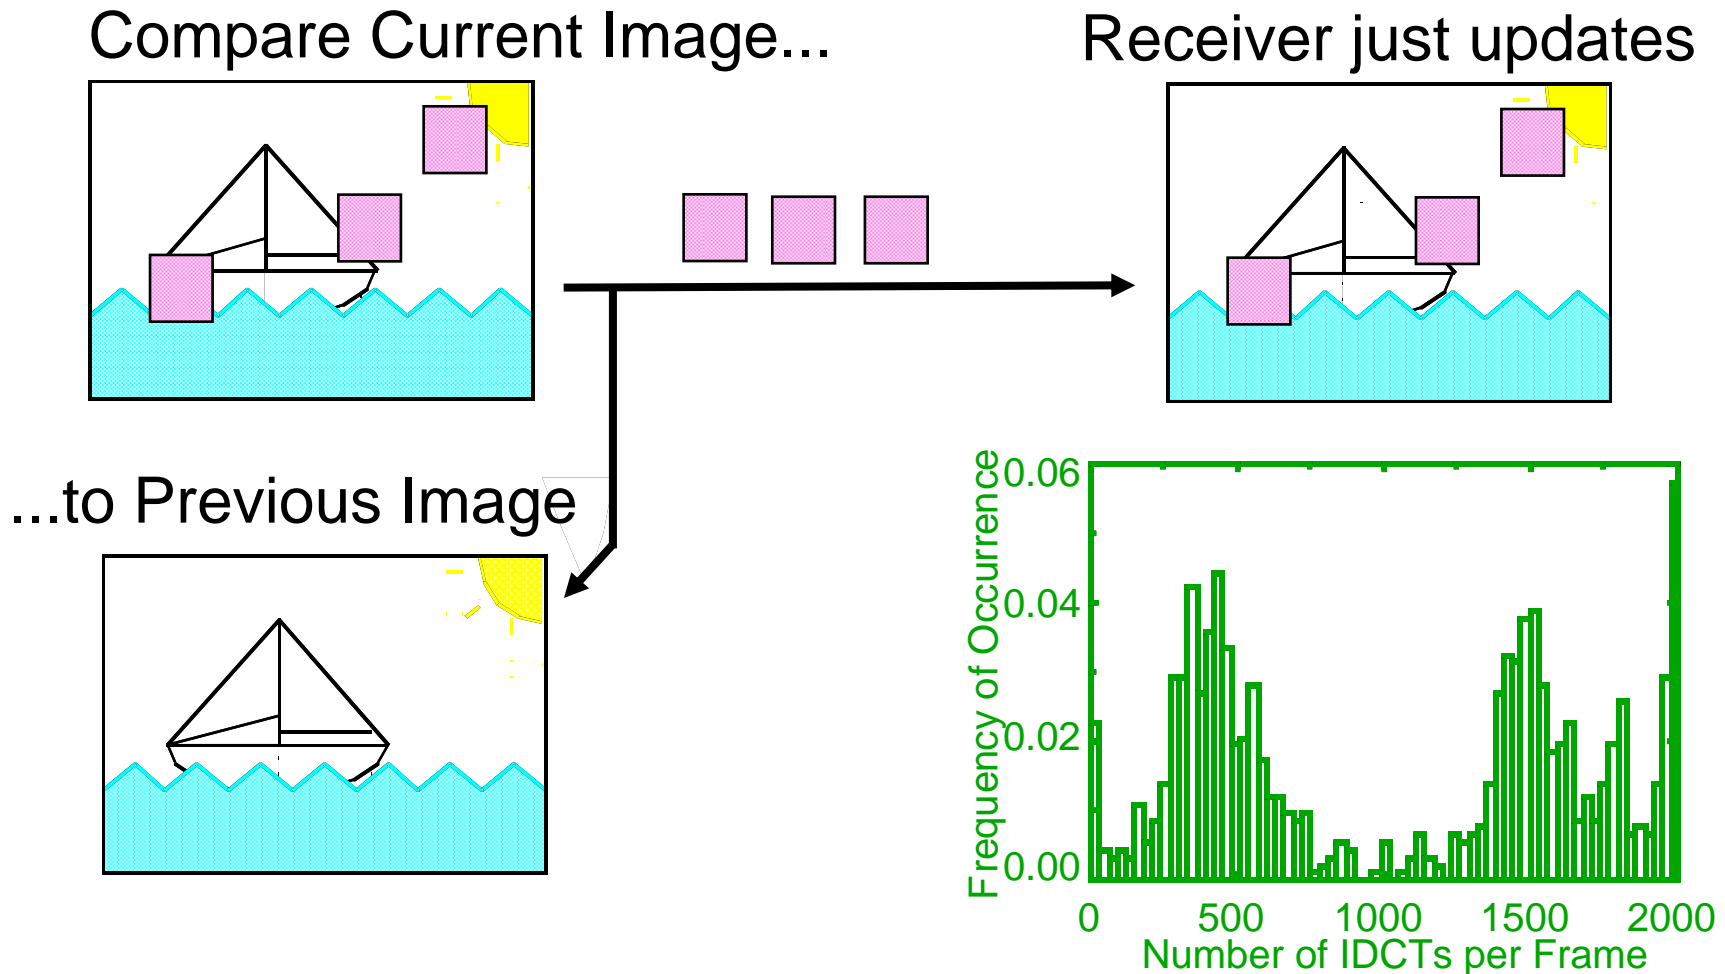 Compare Current Image...
Receiver just updates
...to Previous Image
Frequency of Occurrence
0.06
0.04
0.02
0.00
0 500 1000 1500 2000
Number of IDCTs per Frame